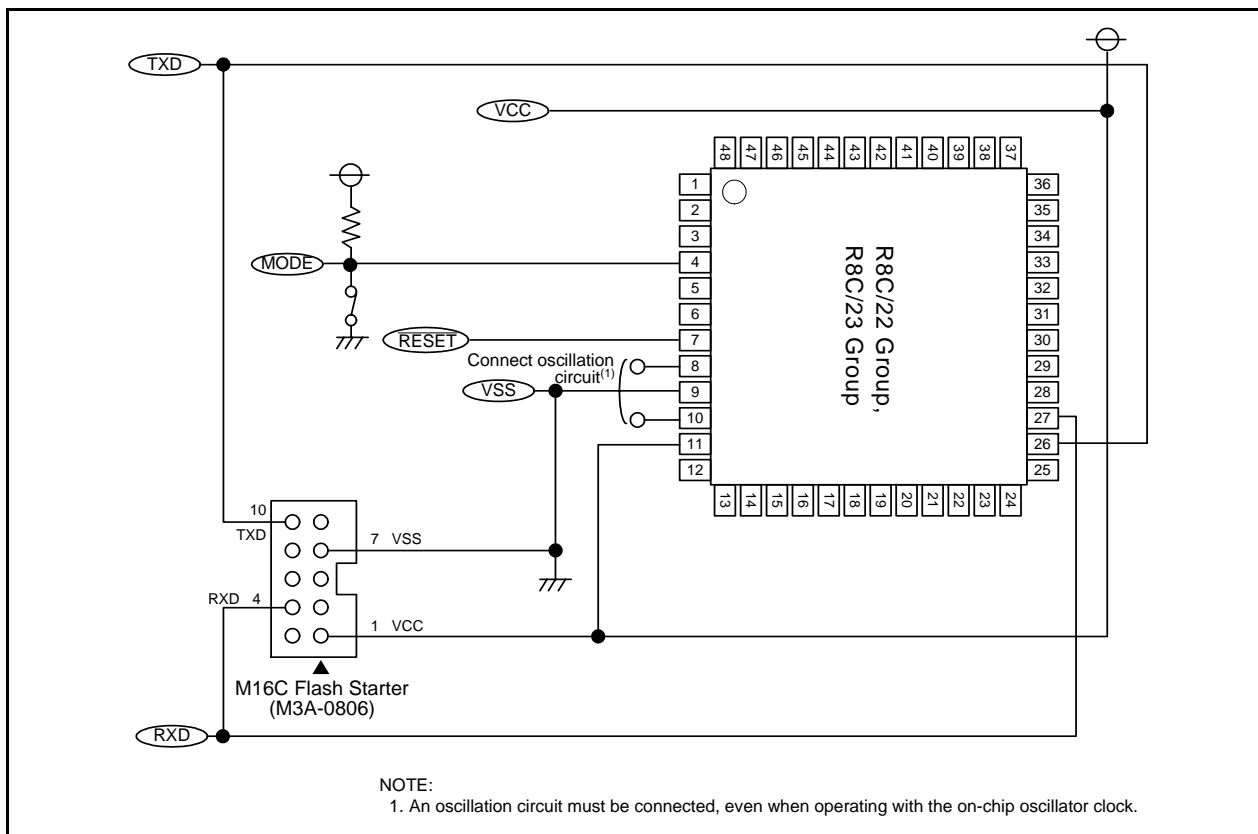 TXD
VCC
48 47 46 45 44 43 42 41 40 39 38 37
1
2
3
4
5
6
7
8
9
10
11
12
36
35
34
33
32
31
30
29
28
27
26
25
13 14 15 16 17 18 19 20 21 22 23 24
R8C/22 Group,
R8C/23 Group
MODE
RESET
Connect oscillation
circuit(1)
VSS
10
TXD
7 VSS
RXD 4
1 VCC
M16C Flash Starter
(M3A-0806)
RXD
NOTE:
1. An oscillation circuit must be connected, even when operating with the on-chip oscillator clock.